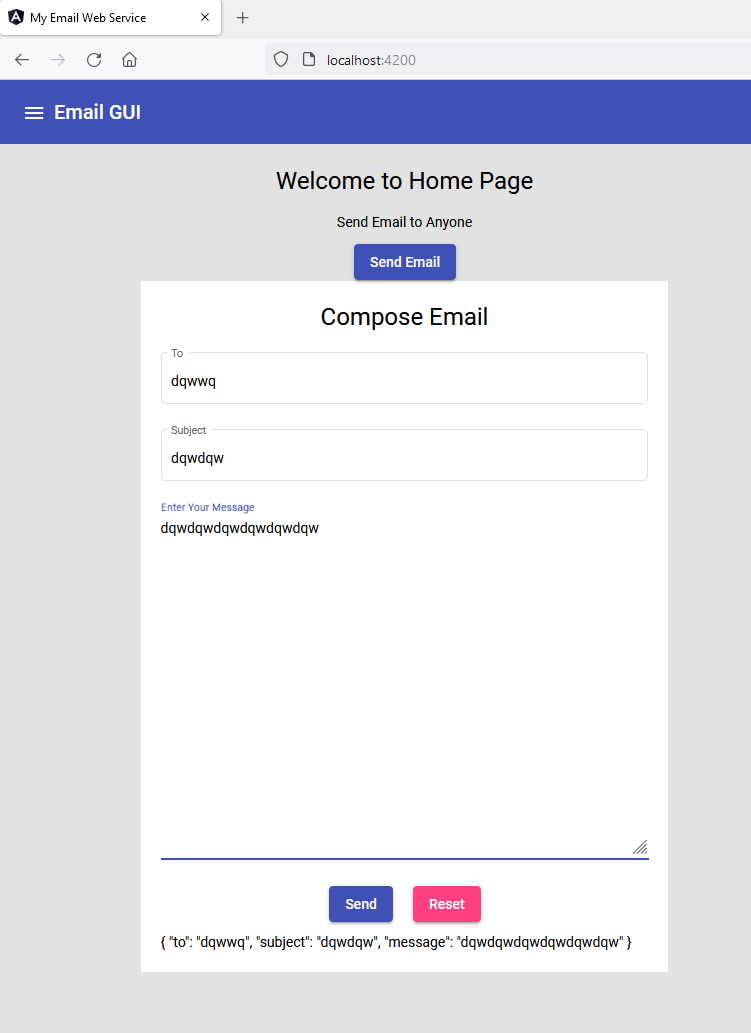 My Email Web Service
localhost:4200
Email GUI
Welcome to Home Page
Send Email to Anyone
Send Email
Compose Email
To
dqwwq
Subject
dqwdqw
Enter Your Message
dqwdqwdqwdqwdqwdqw
Send Reset
{ "to": "dqwwq", "subject": "dqwdqw", "message": "dqwdqwdqwdqwdqwdqw" }